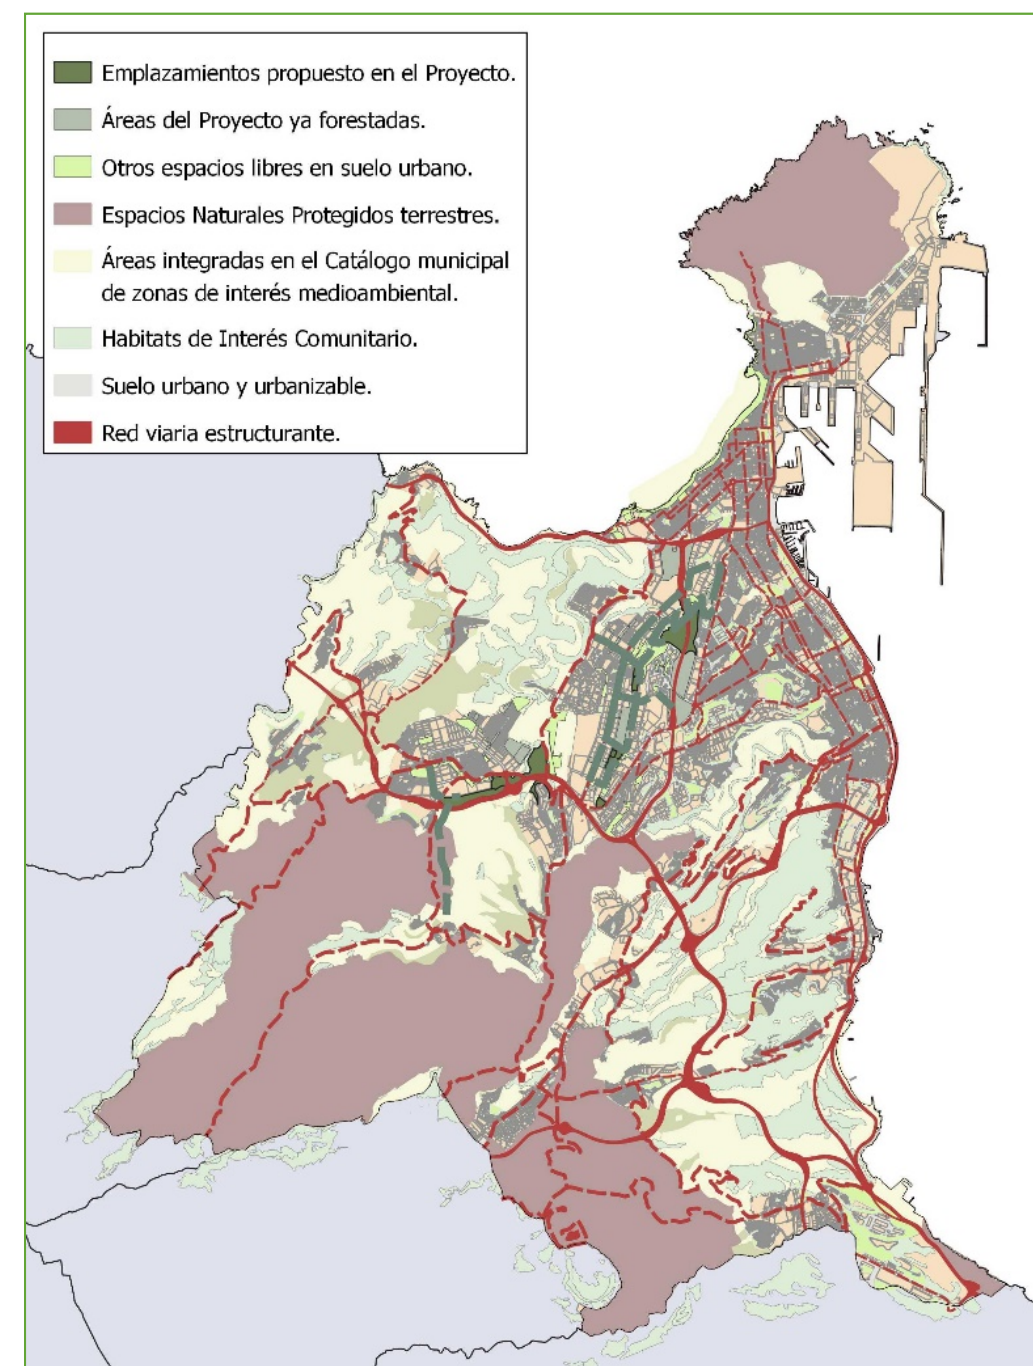 Emplazamientos propuesto en el Proyecto.
Áreas del Proyecto ya forestadas.
Otros espacios libres en suelo urbano.
Espacios Naturales Protegidos terrestres.
Áreas integradas en el Catálogo municipal
de zonas de interés medioambiental.
Habitats de Interés Comunitario.
Suelo urbano y urbanizable.
Red viaria estructurante.